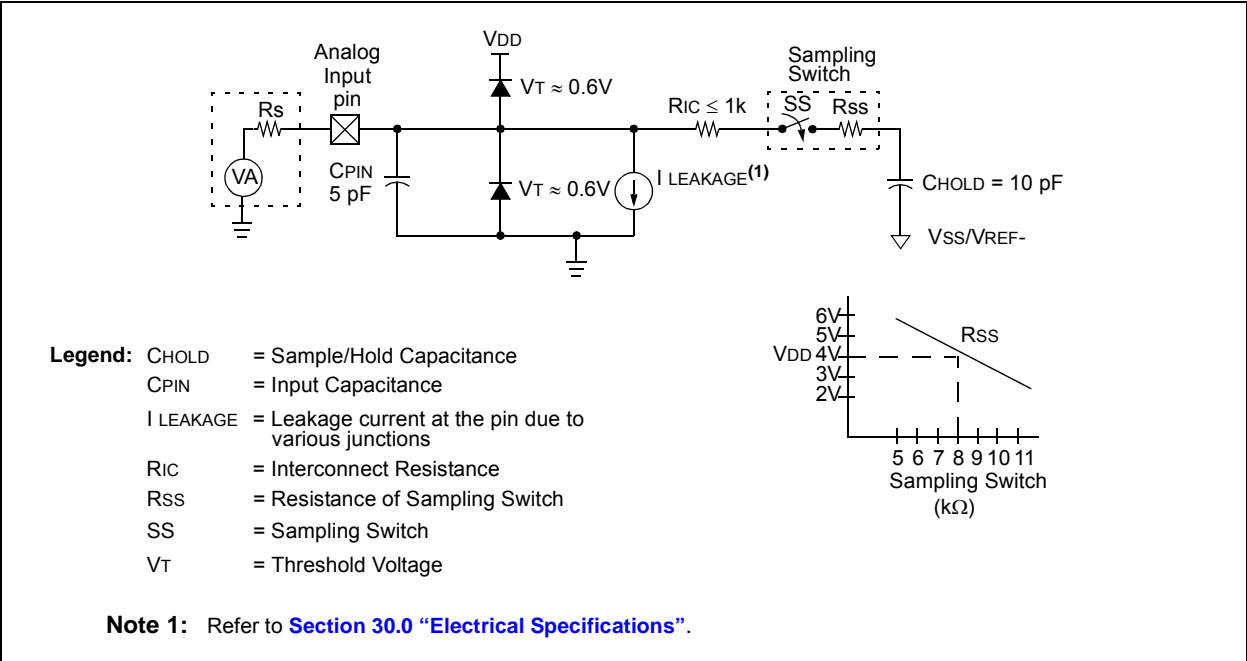 Analog
Input
pin
VDD
VT ≈ 0.6V
Sampling
Switch
Rs
RIC ≤ 1k
SS
Rss
VA
CPIN
5 pF
VT ≈ 0.6V
I LEAKAGE(1)
CHOLD = 10 pF
VSS/VREF-
6V
5V
VDD 4V
3V
2V
RSS
5 6 7 8 9 10 11
Sampling Switch
(kΩ)
Legend: CHOLD = Sample/Hold Capacitance
CPIN = Input Capacitance
I LEAKAGE = Leakage current at the pin due to
various junctions
RIC = Interconnect Resistance
RSS = Resistance of Sampling Switch
SS = Sampling Switch
VT = Threshold Voltage
Note 1: Refer to Section 30.0 “Electrical Specifications”.